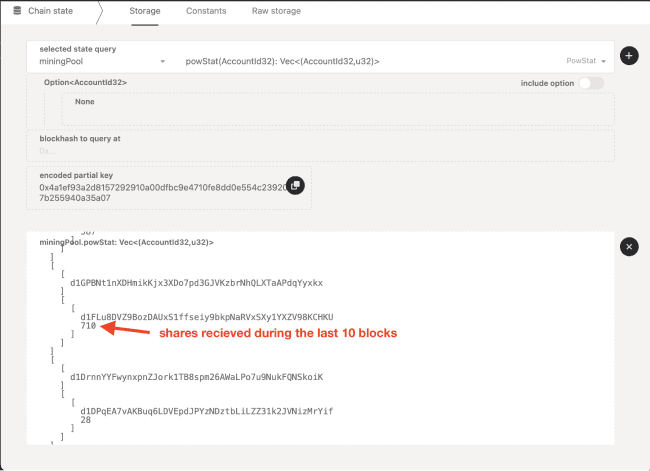 Chain state
Storage
Constants
Raw storage
selected state query
miningPool
powStat(AccountId32): Vec<(AccountId32,u32)>
PowStat
Option<AccountId32>
include option
None
blockhash to query at
0x...
encoded partial key
0x4a1ef93a2d8157292910a00dfbc9e4710fe8dd0e554c23920
7b255940a35a07
miningPool.powStat: Vec<(AccountId32,u32)>
]
]
]
[
[
d1GPBNt1nXDHmikKjx3XDo7pd3GJVKzbrNhQLXTaAPdqYyxkx
]
[
[
d1FLu8DVZ9BozDAUxS1ffseiy9bkpNaRVxSXy1YXZV98KCHKU
710
shares recieved during the last 10 blocks
]
]
]
[
[
d1DrnnYYFwynxpnZJork1TB8spm26AWaLPo7u9NukFQNSkoiK
]
[
[
d1DPqEA7vAKBuq6LDVEpdJPYzNDztbLiLZZ31k2JVNizMrYif
28
]
]
]